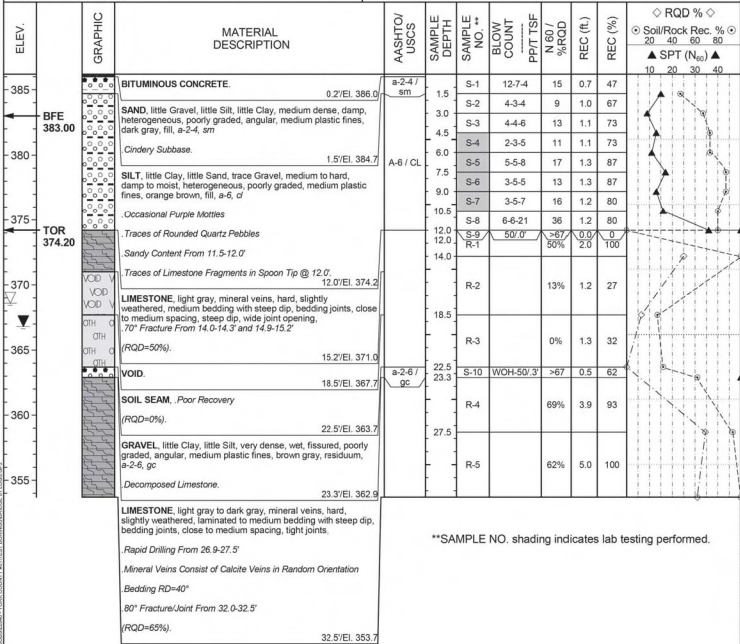 ELEV.
GRAPHIC
MATERIAL
DESCRIPTION
AASHTO/
USCS
SAMPLE
DEPTH
SAMPLE
NO. **
BLOW
COUNT
----------
PP/TT TSF
N 60 /
%RQD
REC (ft.)
REC (%)
◇ RQD % ◇
⊙ Soil/Rock Rec. % ⊙
20 40 60 80
▲ SPT (N60) ▲
10 20 30 40
385
BFE
383.00
380
375
TOR
374.20
370
365
360
355
VOID V
VOID
VOID V
OTH
OTH
OTH
OTH
BITUMINOUS CONCRETE.
0.2'/El. 386.0
SAND, little Gravel, little Silt, little Clay, medium dense, damp,
heterogeneous, poorly graded, angular, medium plastic fines,
dark gray, fill, a-2-4, sm
.Cindery Subbase.
1.5'/El. 384.7
SILT, little Clay, little Sand, trace Gravel, medium to hard,
damp to moist, heterogeneous, poorly graded, medium plastic
fines, orange brown, fill, a-6, cl
.Occasional Purple Mottles
.Traces of Rounded Quartz Pebbles
.Sandy Content From 11.5-12.0'
.Traces of Limestone Fragments in Spoon Tip @ 12.0'.
12.0'/El. 374.2
LIMESTONE, light gray, mineral veins, hard, slightly
weathered, medium bedding with steep dip, bedding joints, close
to medium spacing, steep dip, wide joint opening,
.70° Fracture From 14.0-14.3' and 14.9-15.2'
(RQD=50%).
15.2'/El. 371.0
VOID.
18.5'/El. 367.7
SOIL SEAM, .Poor Recovery
(RQD=0%).
22.5'/El. 363.7
GRAVEL, little Clay, little Silt, very dense, wet, fissured, poorly
graded, angular, medium plastic fines, brown gray, residuum,
a-2-6, gc
.Decomposed Limestone.
23.3'/El. 362.9
LIMESTONE, light gray to dark gray, mineral veins, hard,
slightly weathered, laminated to medium bedding with steep dip,
bedding joints, close to medium spacing, tight joints,
.Rapid Drilling From 26.9-27.5'
.Mineral Veins Consist of Calcite Veins in Random Orientation
.Bedding RD=40°
.80° Fracture/Joint From 32.0-32.5'
(RQD=65%).
32.5'/El. 353.7
a-2-4 /
sm
A-6 / CL
a-2-6 /
gc
S-1 12-7-4 15 0.7 47
1.5
S-2 4-3-4 9 1.0 67
3.0
S-3 4-4-6 13 1.1 73
4.5
S-4 2-3-5 11 1.1 73
6.0
S-5 5-5-8 17 1.3 87
7.5
S-6 3-5-5 13 1.3 87
9.0
S-7 3-5-7 16 1.2 80
10.5
S-8 6-6-21 36 1.2 80
12.0
S-9 50/.0' >67 0.0 0
12.0
R-1 50% 2.0 100
14.0
R-2 13% 1.2 27
18.5
R-3 0% 1.3 32
22.5
S-10 WOH-50/.3' >67 0.5 62
23.3
R-4 69% 3.9 93
27.5
R-5 62% 5.0 100
**SAMPLE NO. shading indicates lab testing performed.